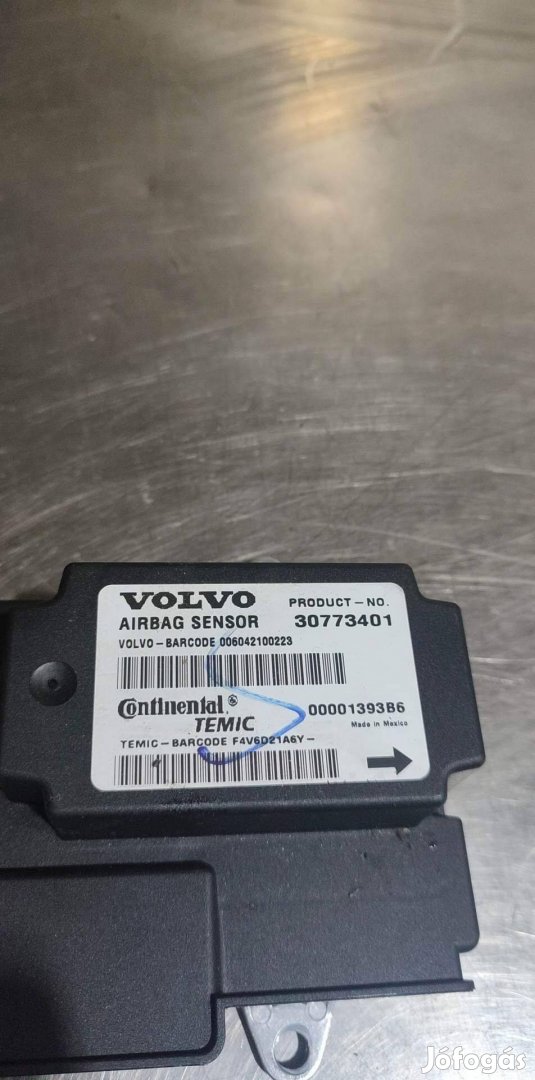 VOLVO PRODUCT-NO.
AIRBAG SENSOR 30773401
VOLVO-BARCODE 006042100223
Continental
TEMIC 00001393B6
Made in Mexico
TEMIC-BARCODE F4V6D21A6Y-
Jófogás